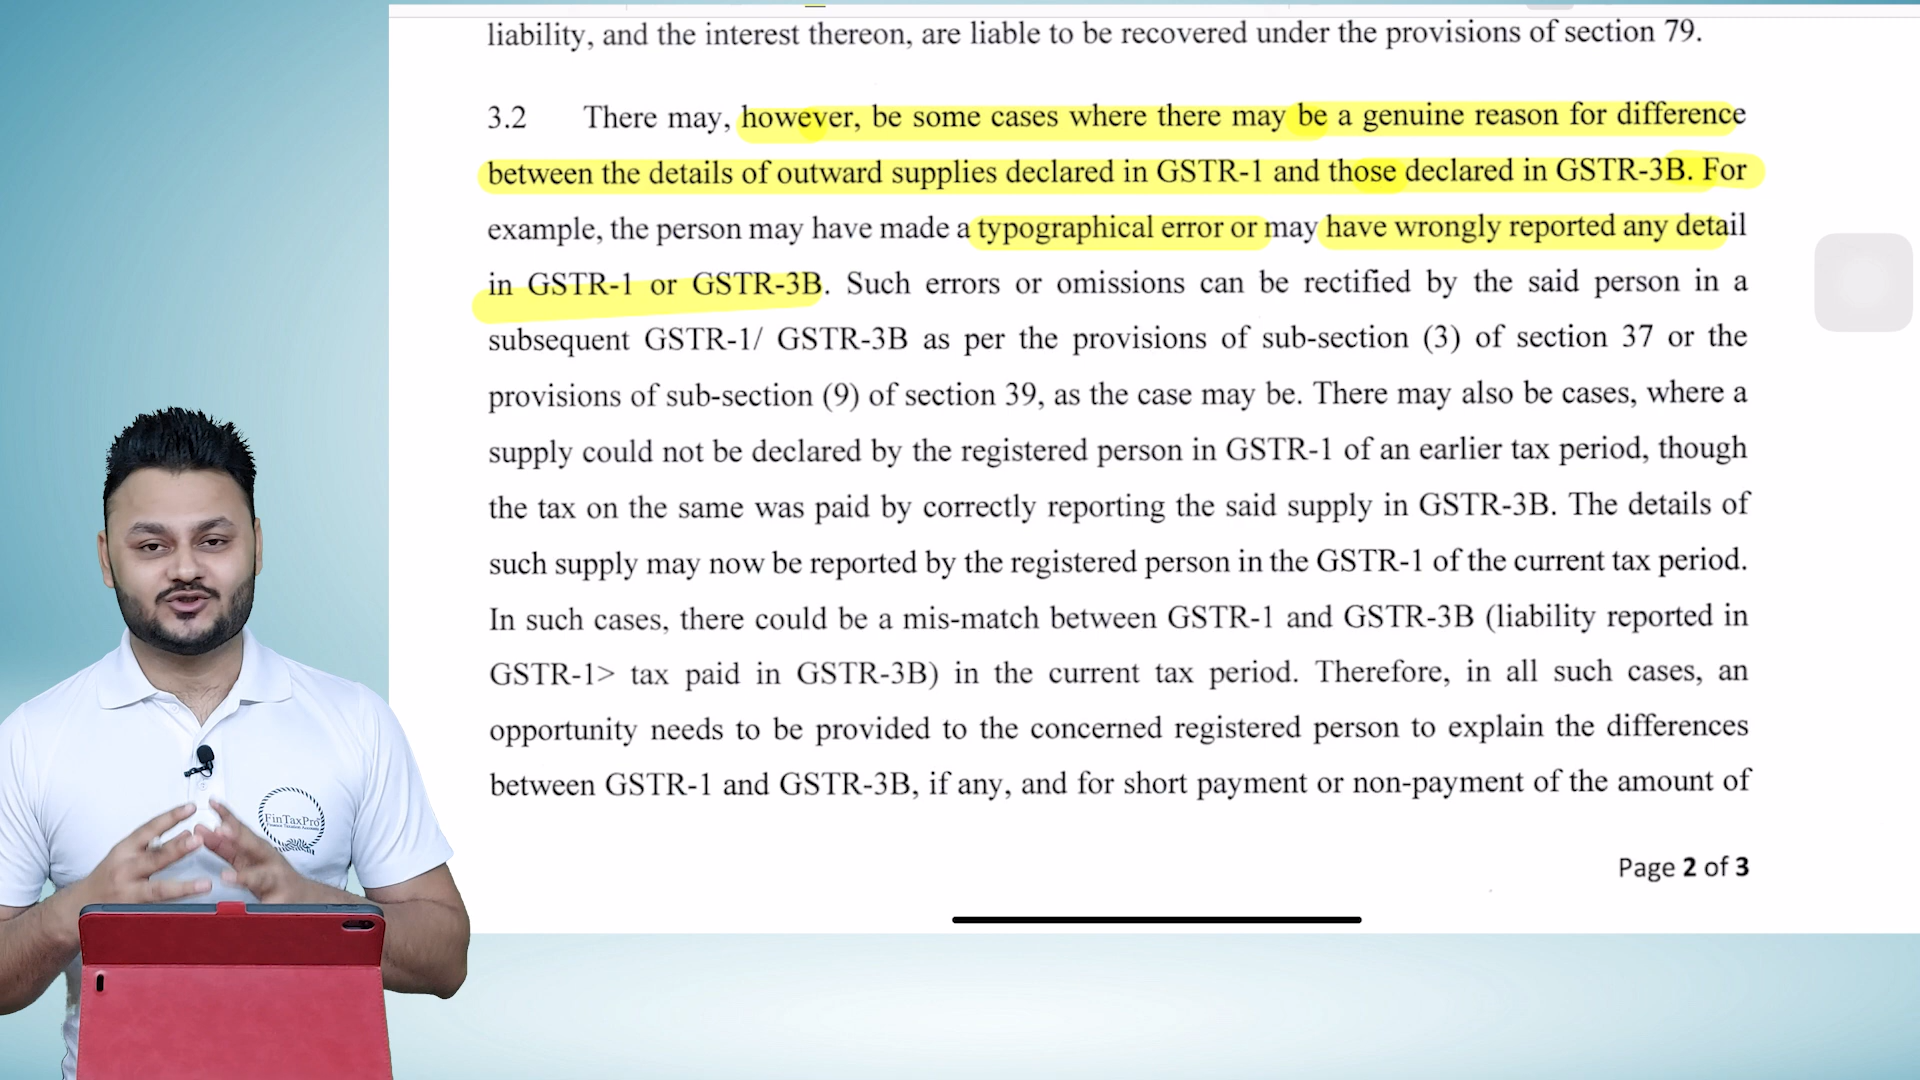 liability, and the interest thereon, are liable to be recovered under the provisions of section 79.
3.2 There may, however, be some cases where there may be a genuine reason for difference
between the details of outward supplies declared in GSTR-1 and those declared in GSTR-3B. For
example, the person may have made a typographical error or may have wrongly reported any detail
in GSTR-1 or GSTR-3B. Such errors or omissions can be rectified by the said person in a
subsequent GSTR-1/ GSTR-3B as per the provisions of sub-section (3) of section 37 or the
provisions of sub-section (9) of section 39, as the case may be. There may also be cases, where a
supply could not be declared by the registered person in GSTR-1 of an earlier tax period, though
the tax on the same was paid by correctly reporting the said supply in GSTR-3B. The details of
such supply may now be reported by the registered person in the GSTR-1 of the current tax period.
In such cases, there could be a mis-match between GSTR-1 and GSTR-3B (liability reported in
GSTR-1> tax paid in GSTR-3B) in the current tax period. Therefore, in all such cases, an
opportunity needs to be provided to the concerned registered person to explain the differences
between GSTR-1 and GSTR-3B, if any, and for short payment or non-payment of the amount of
Page 2 of 3
FinTaxPro